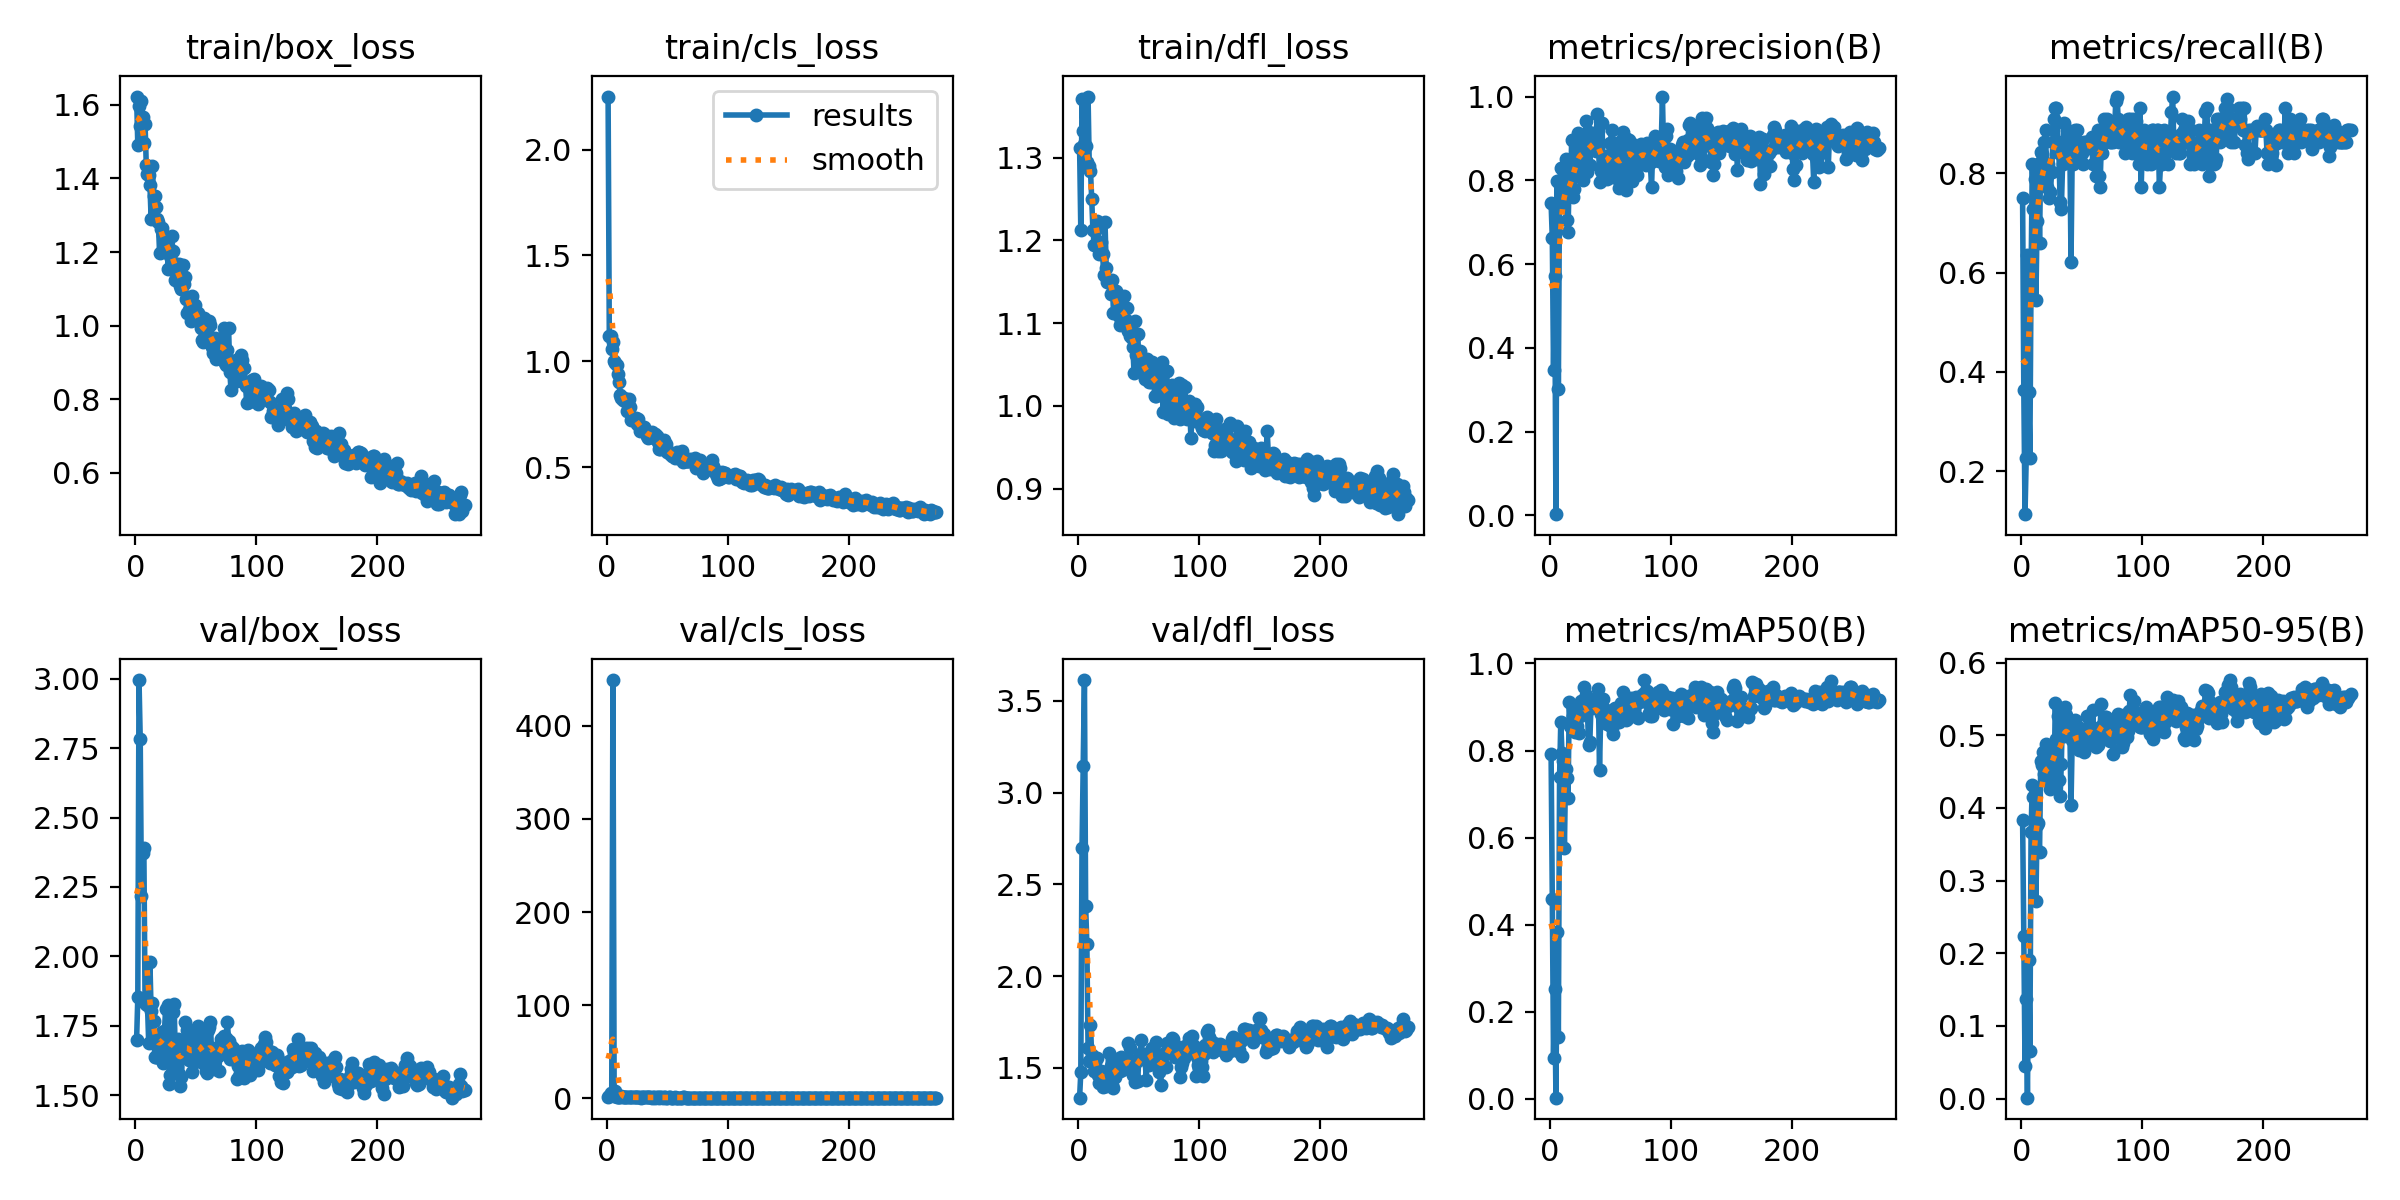 train/box_loss
1.6
1.4
1.2
1.0
0.8
0.6
0 100 200
train/cls_loss
results
smooth
2.0
1.5
1.0
0.5
0 100 200
train/dfl_loss
1.3
1.2
1.1
1.0
0.9
0 100 200
metrics/precision(B)
1.0
0.8
0.6
0.4
0.2
0.0
0 100 200
metrics/recall(B)
0.8
0.6
0.4
0.2
0 100 200
val/box_loss
3.00
2.75
2.50
2.25
2.00
1.75
1.50
0 100 200
val/cls_loss
400
300
200
100
0
0 100 200
val/dfl_loss
3.5
3.0
2.5
2.0
1.5
0 100 200
metrics/mAP50(B)
1.0
0.8
0.6
0.4
0.2
0.0
0 100 200
metrics/mAP50-95(B)
0.6
0.5
0.4
0.3
0.2
0.1
0.0
0 100 200